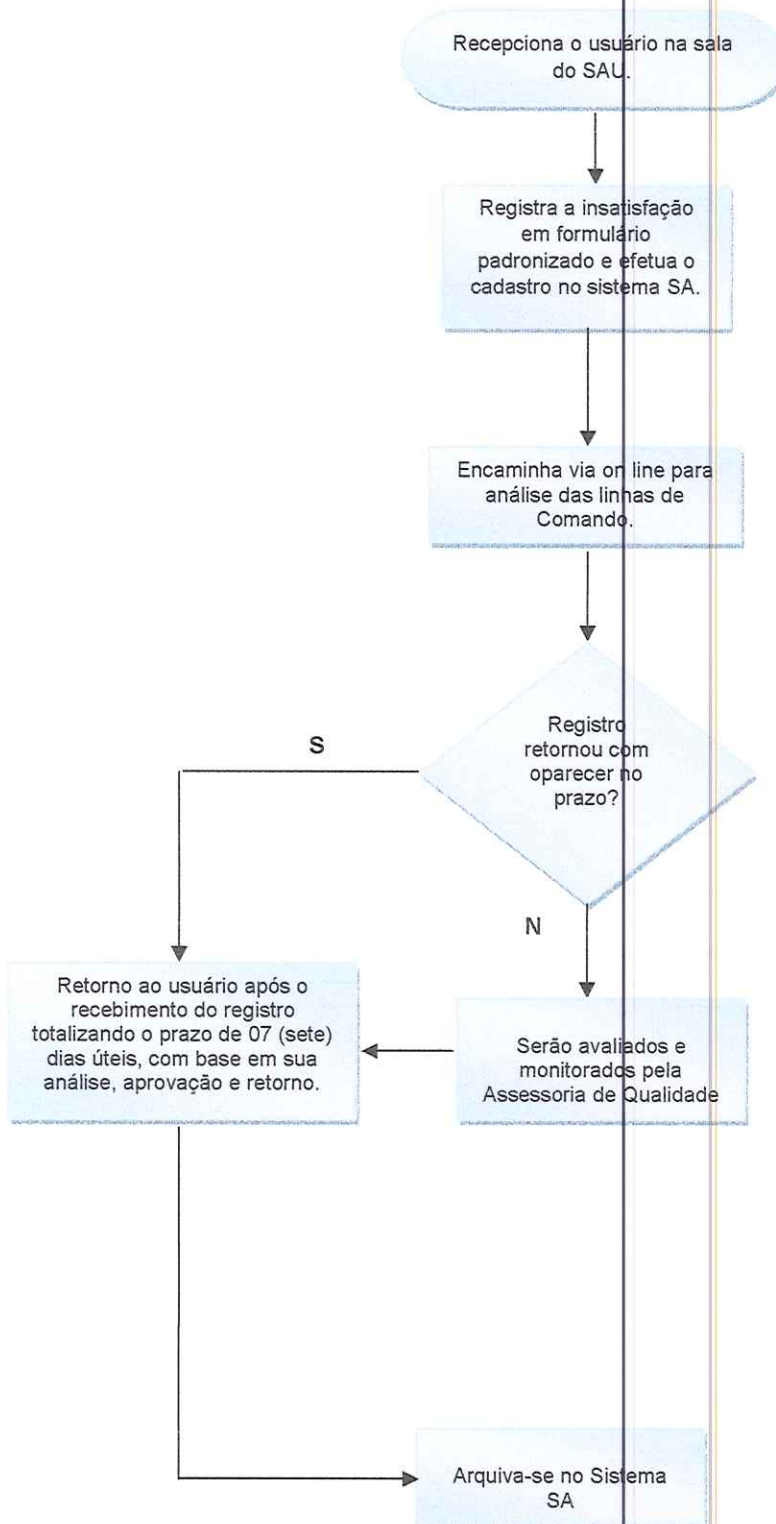 Recepciona o usuário na sala
do SAU.
Registra a insatisfação
em formulário
padronizado e efetua o
cadastro no sistema SA.
Encaminha via on line para
análise das linhas de
Comando.
Registro
retornou com
oparecer no
prazo?
S
N
Retorno ao usuário após o
recebimento do registro
totalizando o prazo de 07 (sete)
dias úteis, com base em sua
análise, aprovação e retorno.
Serão avaliados e
monitorados pela
Assessoria de Qualidade
Arquiva-se no Sistema
SA